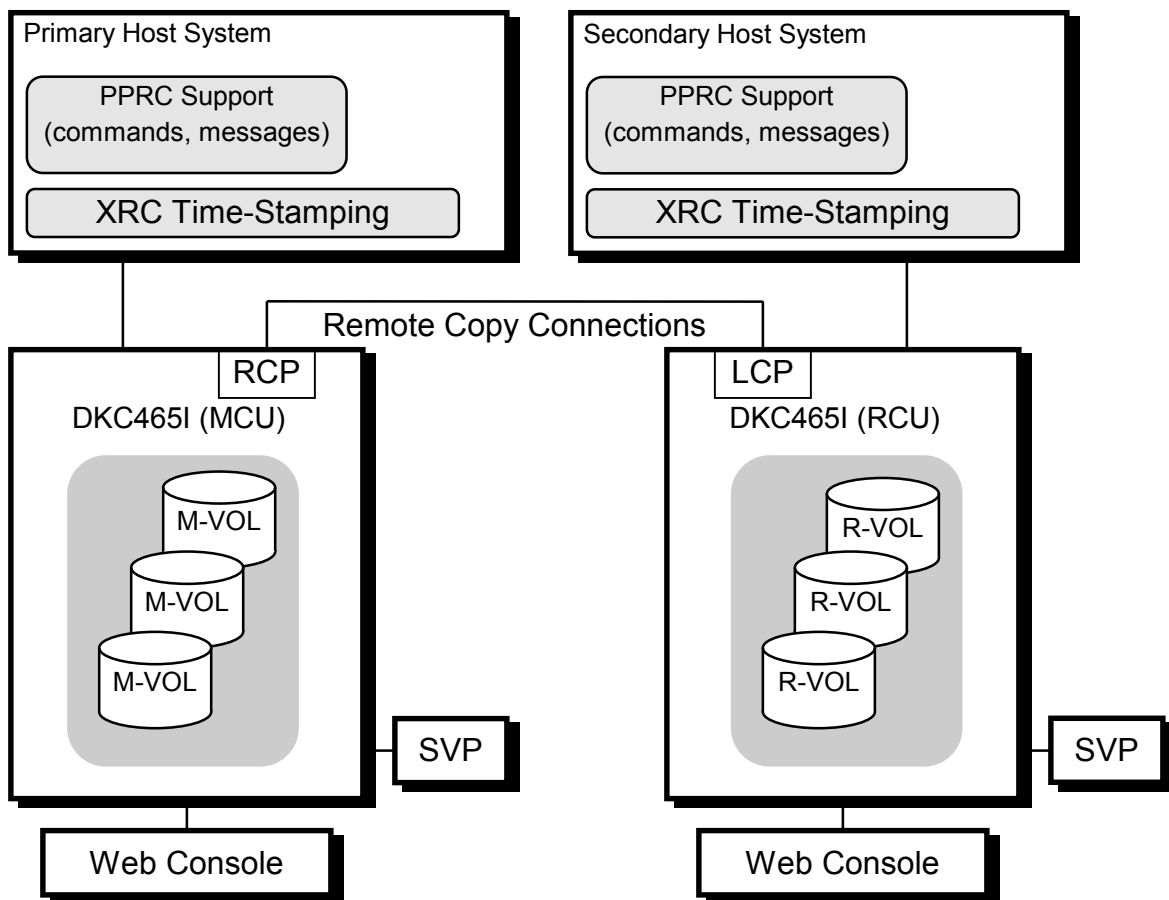 Primary Host System
PPRC Support
(commands, messages)
XRC Time-Stamping
Secondary Host System
PPRC Support
(commands, messages)
XRC Time-Stamping
Remote Copy Connections
RCP
DKC465I (MCU)
M-VOL
M-VOL
M-VOL
SVP
Web Console
LCP
DKC465I (RCU)
R-VOL
R-VOL
R-VOL
SVP
Web Console